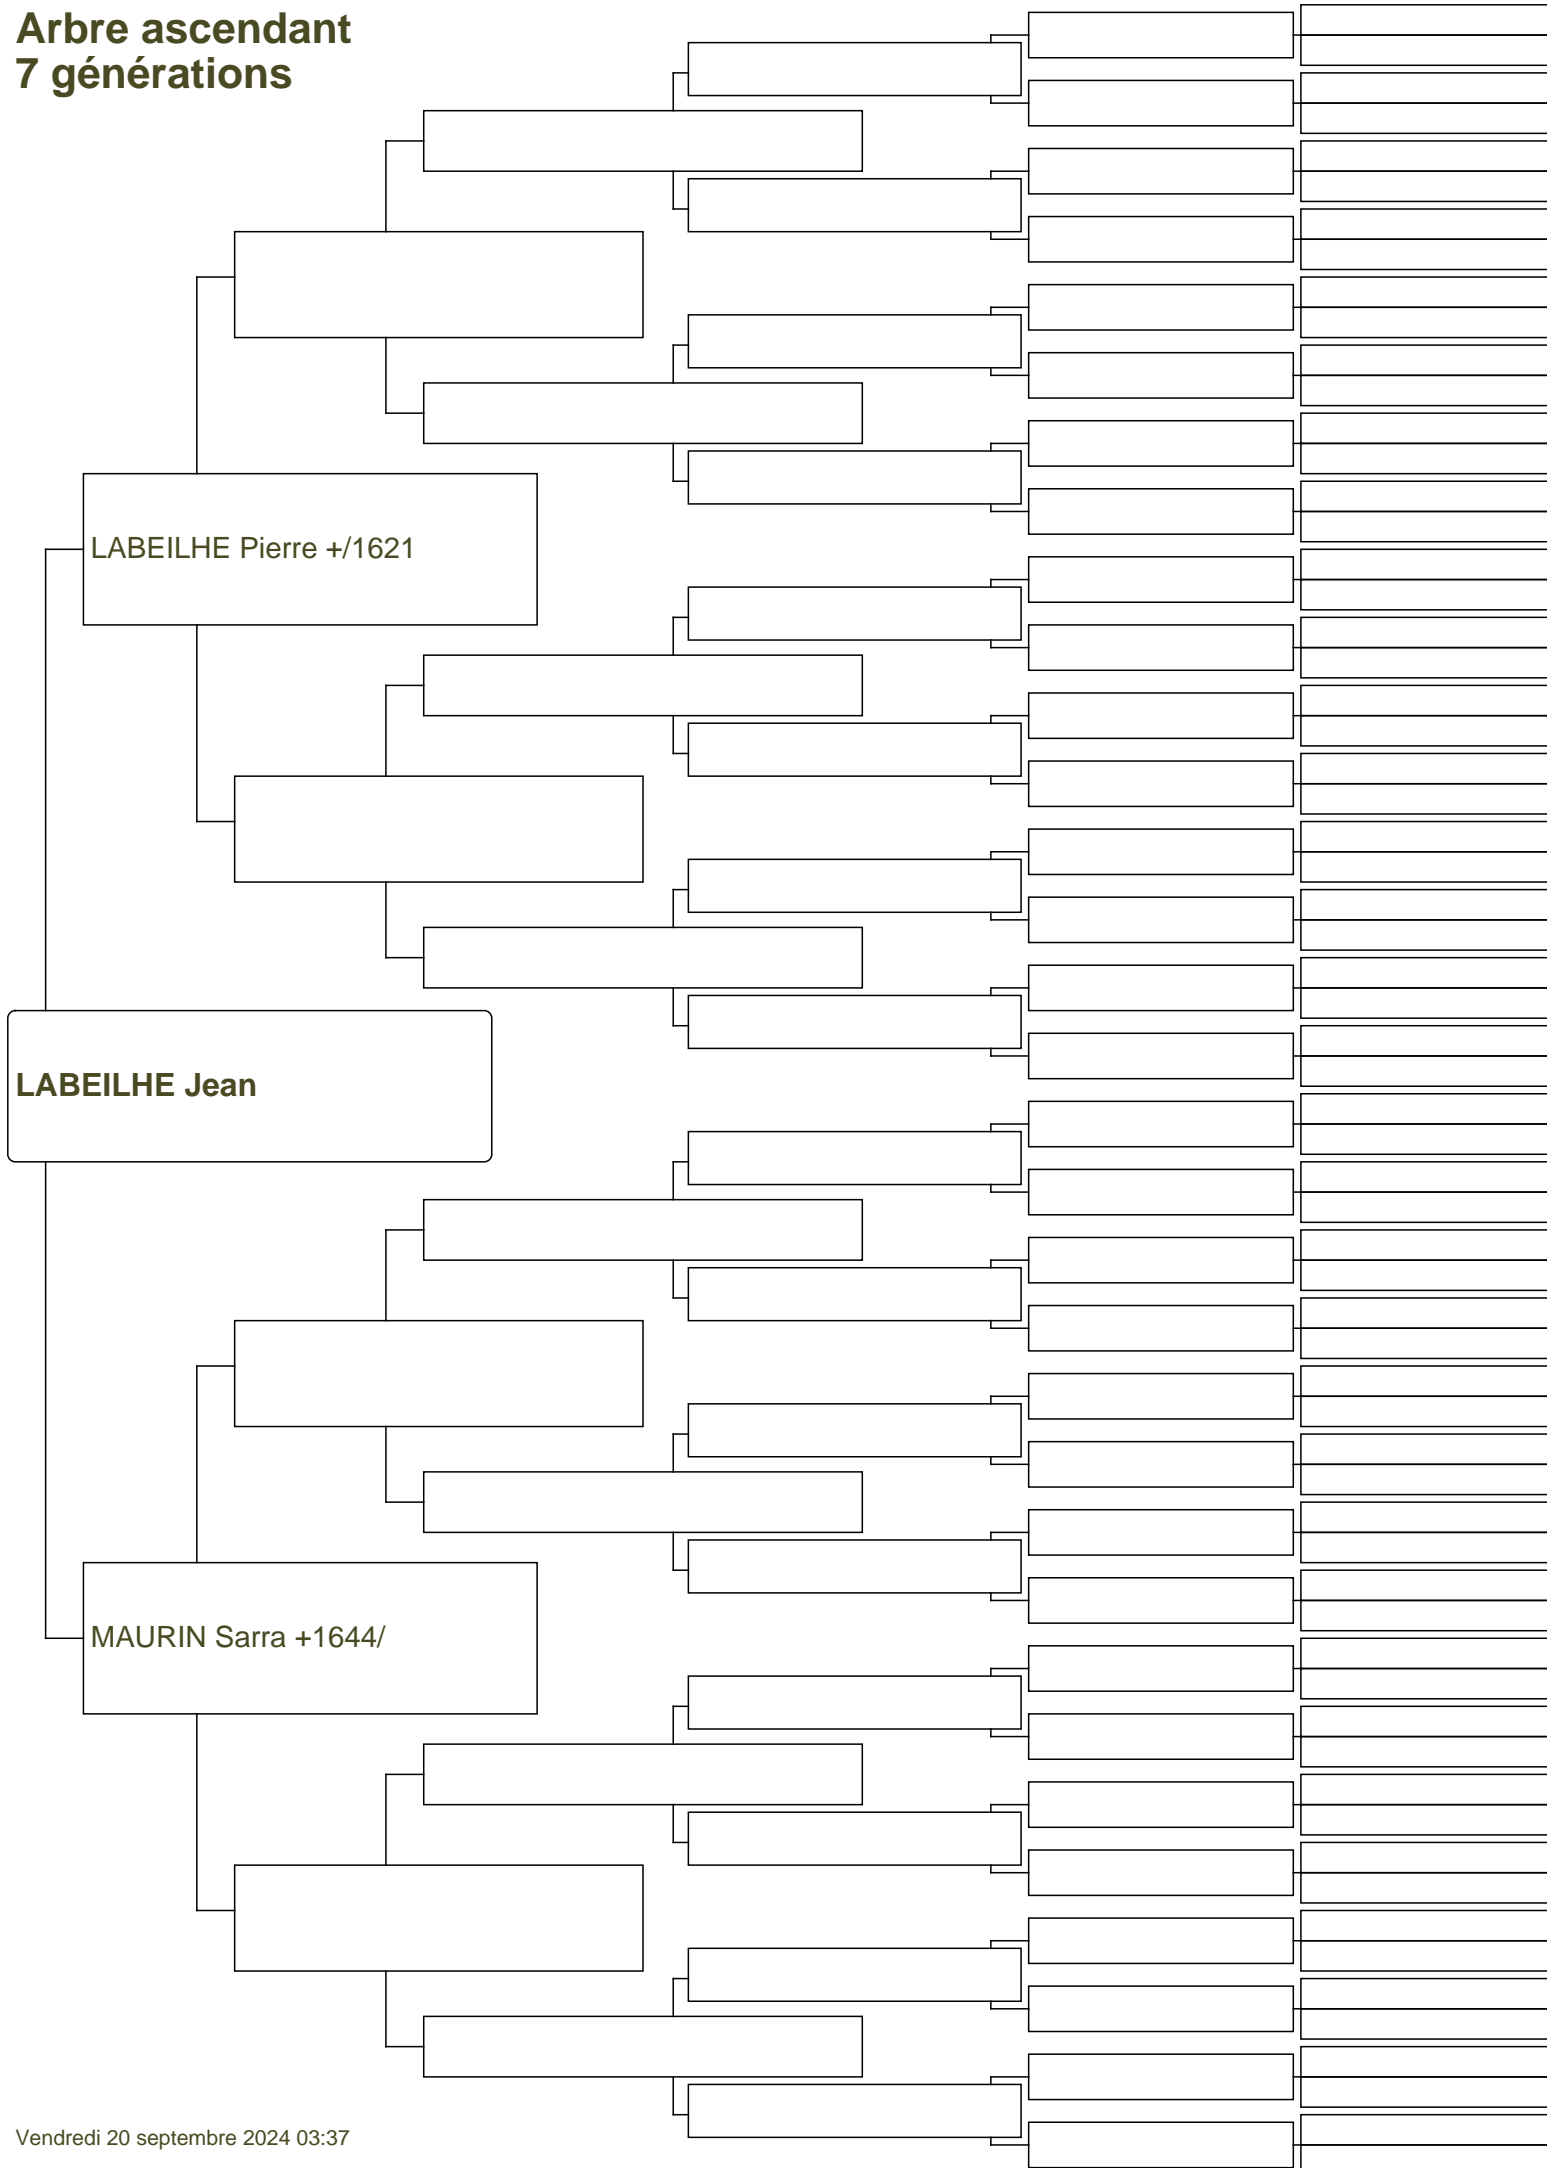 Arbre ascendant
7 générations
LABEILHE Pierre +/1621
LABEILHE Jean
MAURIN Sarra +1644/
Vendredi 20 septembre 2024 03:37